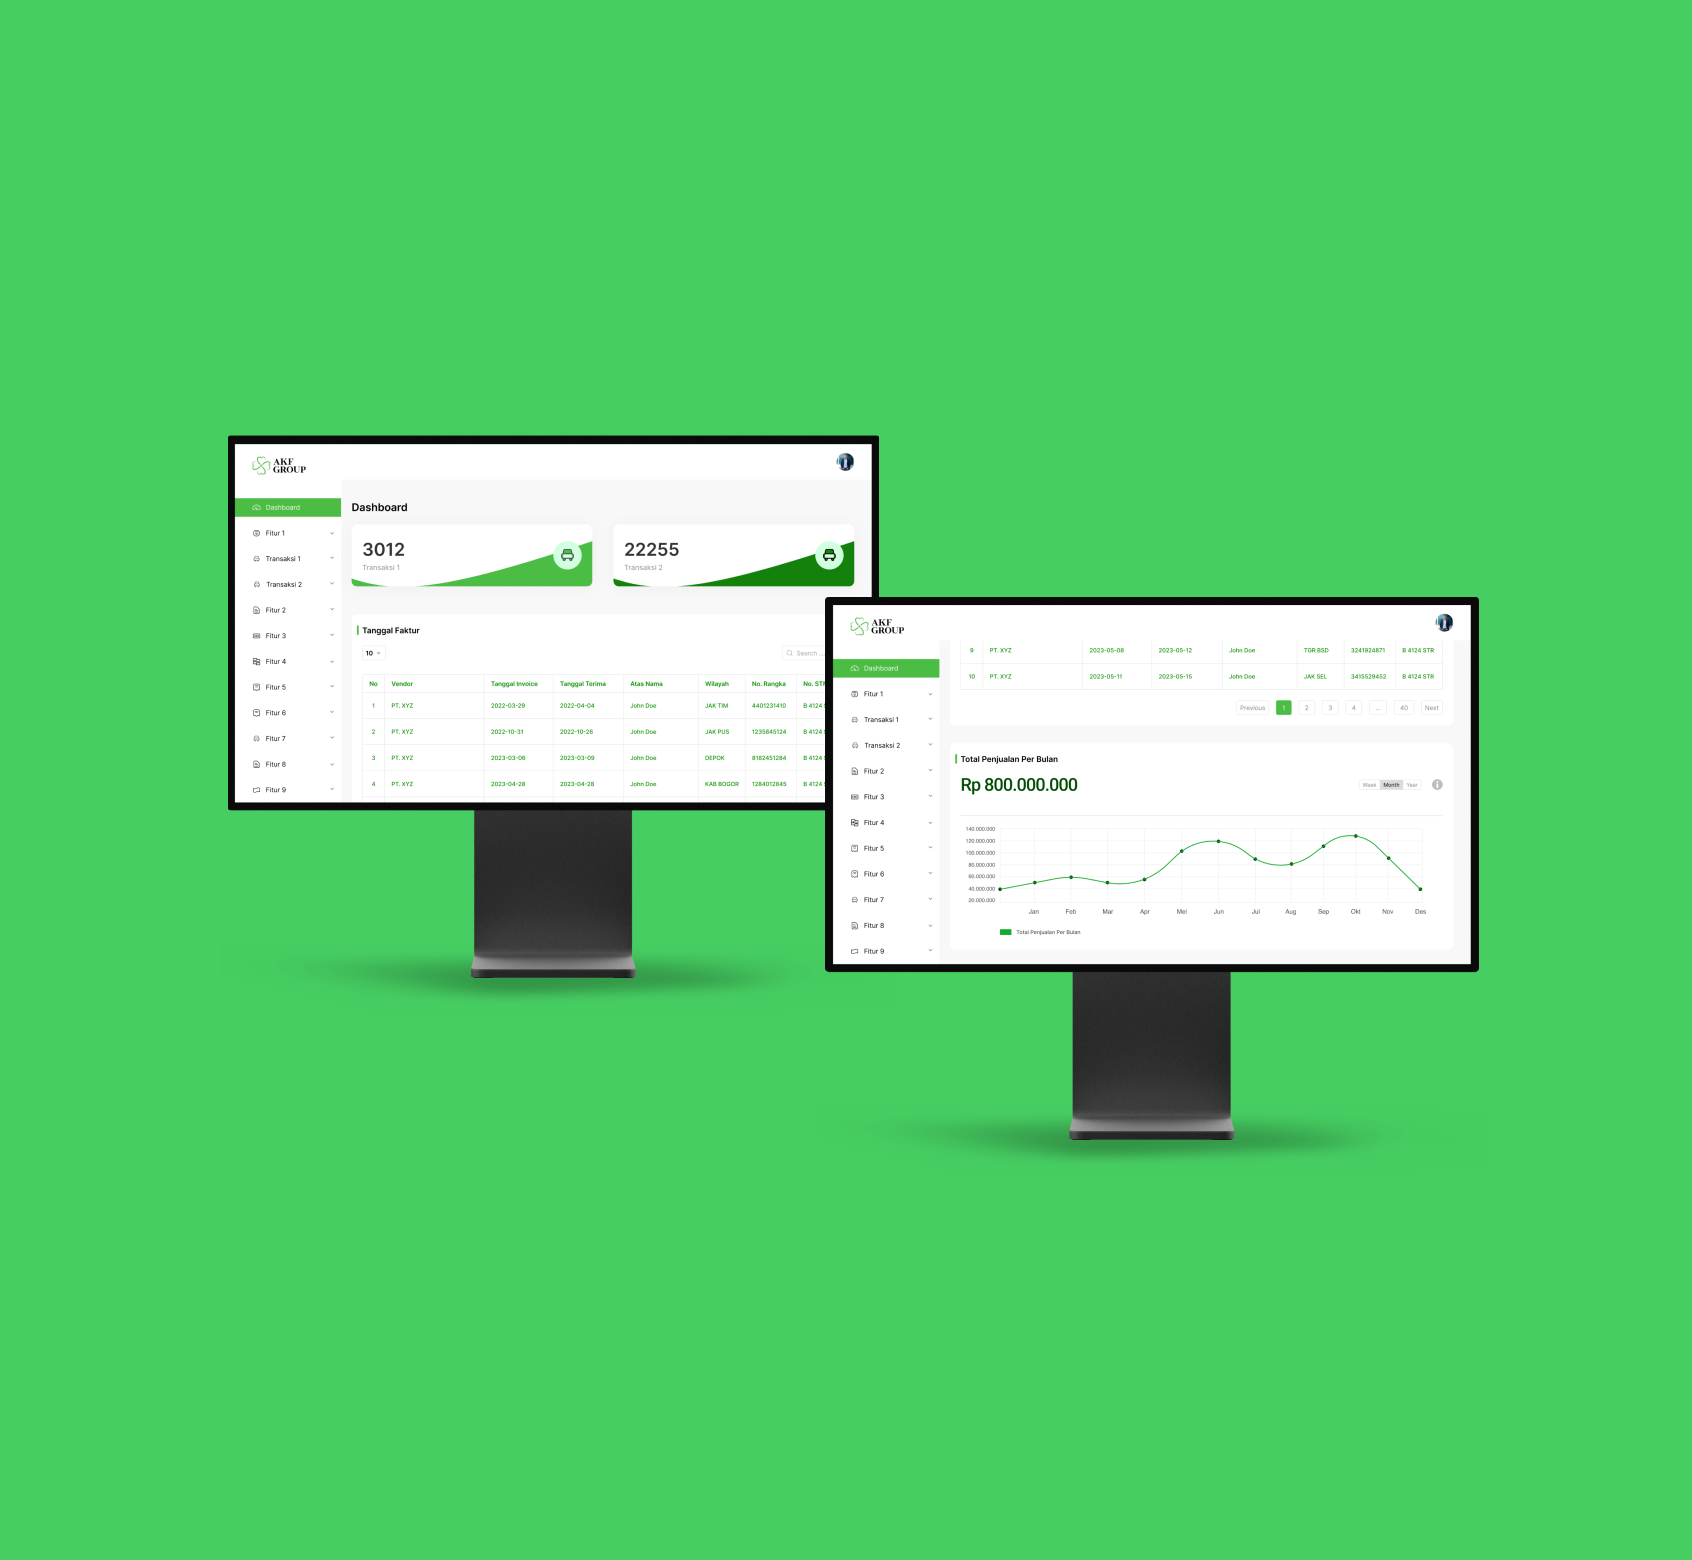 AKF
GROUP
Dashboard
Fitur 1
Transaksi 1
Transaksi 2
Fitur 2
Fitur 3
Fitur 4
Fitur 5
Fitur 6
Fitur 7
Fitur 8
Fitur 9
Dashboard
3012
Transaksi 1
22255
Transaksi 2
Tanggal Faktur
10
Search ...
No Vendor Tanggal Invoice Tanggal Terima Atas Nama Wilayah No. Rangka No. STN
1 PT. XYZ 2022-03-29 2022-04-04 John Doe JAK TIM 4401231410 B 4124 S
2 PT. XYZ 2022-10-31 2022-10-28 John Doe JAK PUS 1235845124 B 4124
3 PT. XYZ 2023-03-06 2023-03-09 John Doe DEPOK 8182451284 B 4124
4 PT. XYZ 2023-04-28 2023-04-28 John Doe KAB BOGOR 1284012845 B 4124
AKF
GROUP
Dashboard
Fitur 1
Transaksi 1
Transaksi 2
Fitur 2
Fitur 3
Fitur 4
Fitur 5
Fitur 6
Fitur 7
Fitur 8
Fitur 9
9 PT. XYZ 2023-05-08 2023-05-12 John Doe TGR BSD 3241924871 B 4124 STR
10 PT. XYZ 2023-05-11 2023-05-15 John Doe JAK SEL 3415529452 B 4124 STR
Previous 1 2 3 4 ... 40 Next
Total Penjualan Per Bulan
Rp 800.000.000
Week Month Year
140.000.000
120.000.000
100.000.000
80.000.000
60.000.000
40.000.000
20.000.000
Jan Feb Mar Apr Mei Jun Jul Aug Sep Okt Nov Des
Total Penjualan Per Bulan